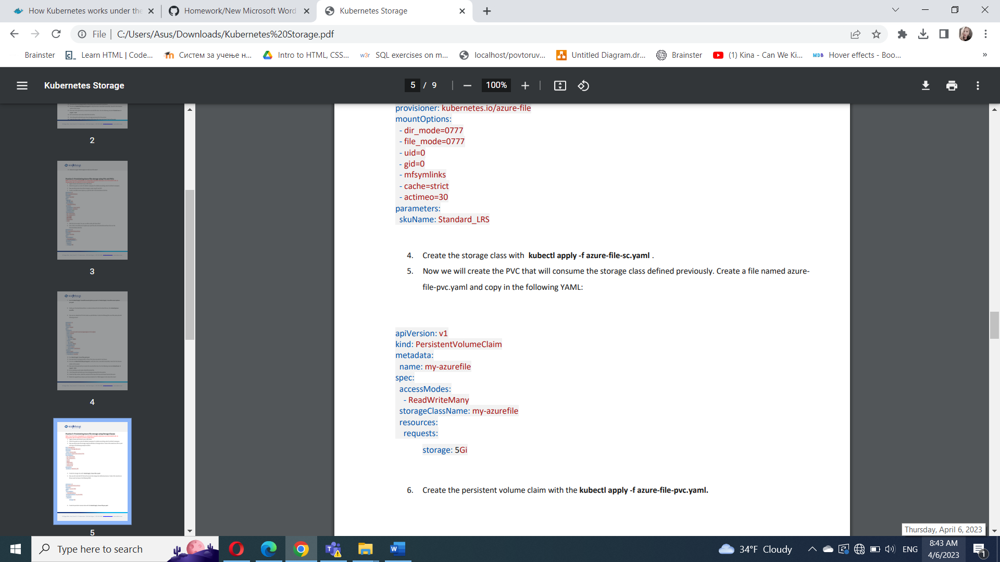 How Kubernetes works under the
Homework/New Microsoft Word
Kubernetes Storage
File
C:/Users/Asus/Downloads/Kubernetes%20Storage.pdf
Brainster
Learn HTML | Code...
Систем за учење н...
Intro to HTML, CSS...
w3r SQL exercises on m...
localhost/povtoruv...
Untitled Diagram.dr...
Brainster
(1) Kina - Can We Ki...
MDB Hover effects - Boo...
»
Kubernetes Storage
5 / 9
100%
2
3
4
5
provisioner: kubernetes.io/azure-file
mountOptions:
- dir_mode=0777
- file_mode=0777
- uid=0
- gid=0
- mfsymlinks
- cache=strict
- actimeo=30
parameters:
skuName: Standard_LRS
4. Create the storage class with kubectl apply -f azure-file-sc.yaml .
5. Now we will create the PVC that will consume the storage class defined previously. Create a file named azure-
file-pvc.yaml and copy in the following YAML:
apiVersion: v1
kind: PersistentVolumeClaim
metadata:
name: my-azurefile
spec:
accessModes:
- ReadWriteMany
storageClassName: my-azurefile
resources:
requests:
storage: 5Gi
6. Create the persistent volume claim with the kubectl apply -f azure-file-pvc.yaml.
Thursday, April 6, 2023
Type here to search
34°F Cloudy
ENG
8:43 AM
4/6/2023
1